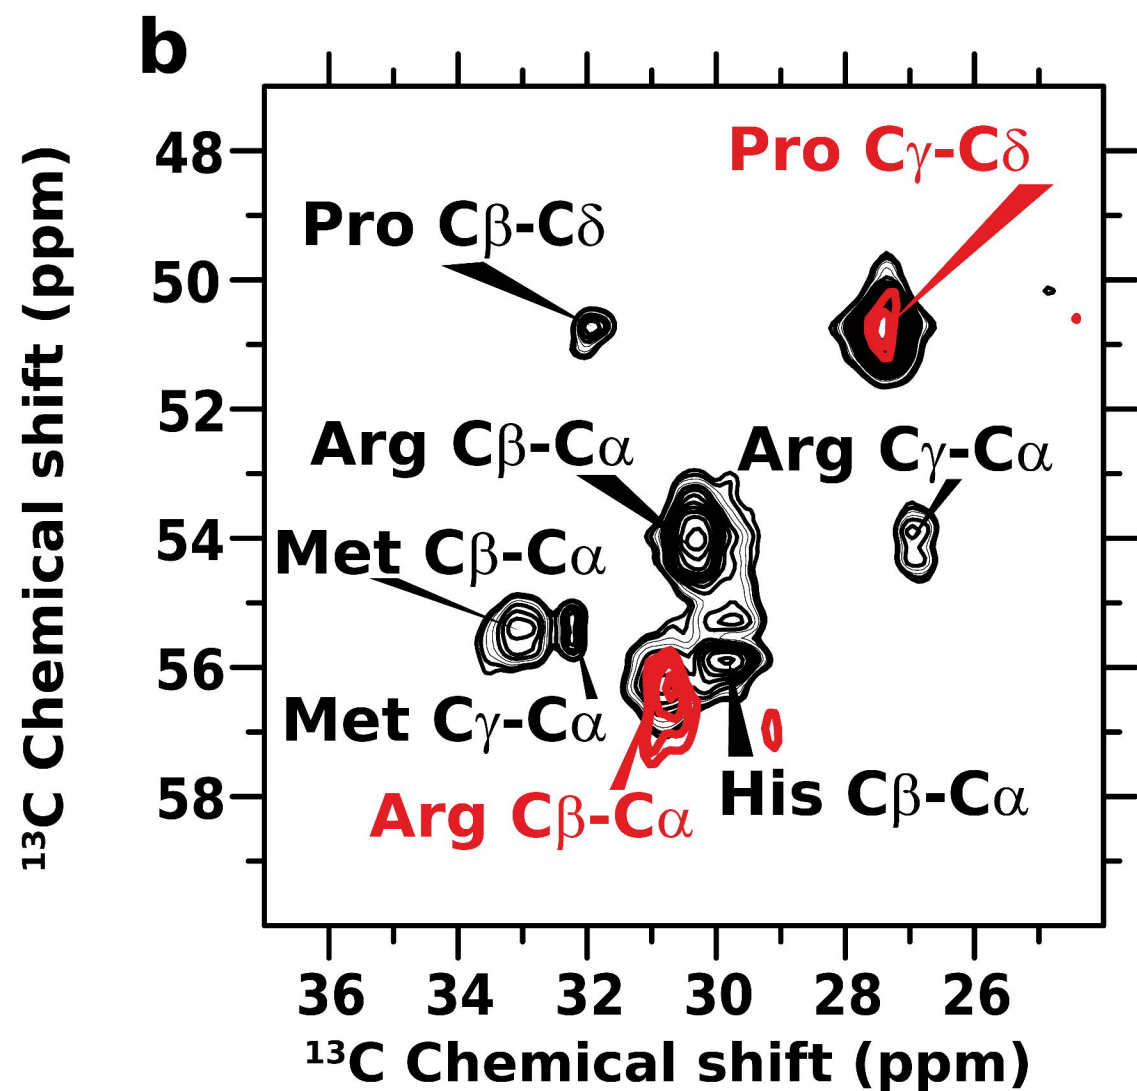 b
Pro Cγ-Cδ
Pro Cβ-Cδ
Arg Cβ-Cα
Arg Cγ-Cα
Met Cβ-Cα
Met Cγ-Cα
His Cβ-Cα
Arg Cβ-Cα
48
50
52
54
56
58
¹³C Chemical shift (ppm)
36 34 32 30 28 26
¹³C Chemical shift (ppm)